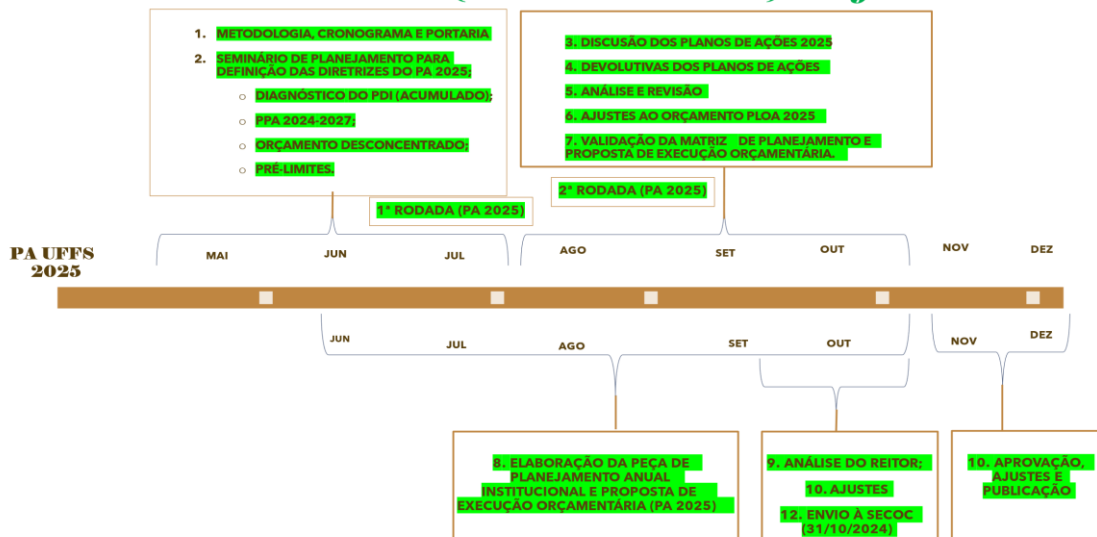 1. METODOLOGIA, CRONOGRAMA E PORTARIA
2. SEMINÁRIO DE PLANEJAMENTO PARA
DEFINIÇÃO DAS DIRETRIZES DO PA 2025;
o DIAGNÓSTICO DO PDI (ACUMULADO);
o PPA 2024-2027;
o ORÇAMENTO DESCONCENTRADO;
o PRÉ-LIMITES.
3. DISCUSÃO DOS PLANOS DE AÇÕES 2025
4. DEVOLUTIVAS DOS PLANOS DE AÇÕES
5. ANÁLISE E REVISÃO
6. AJUSTES AO ORÇAMENTO PLOA 2025
7. VALIDAÇÃO DA MATRIZ DE PLANEJAMENTO E
PROPOSTA DE EXECUÇÃO ORÇAMENTÁRIA.
1ª RODADA (PA 2025)
2ª RODADA (PA 2025)
PA UFFS
2025
MAI JUN JUL AGO SET OUT NOV DEZ
JUN JUL AGO SET OUT NOV DEZ
8. ELABORAÇÃO DA PEÇA DE
PLANEJAMENTO ANUAL
INSTITUCIONAL E PROPOSTA DE
EXECUÇÃO ORÇAMENTÁRIA (PA 2025)
9. ANÁLISE DO REITOR;
10. AJUSTES
12. ENVIO À SECOC
(31/10/2024)
10. APROVAÇÃO,
AJUSTES E
PUBLICAÇÃO